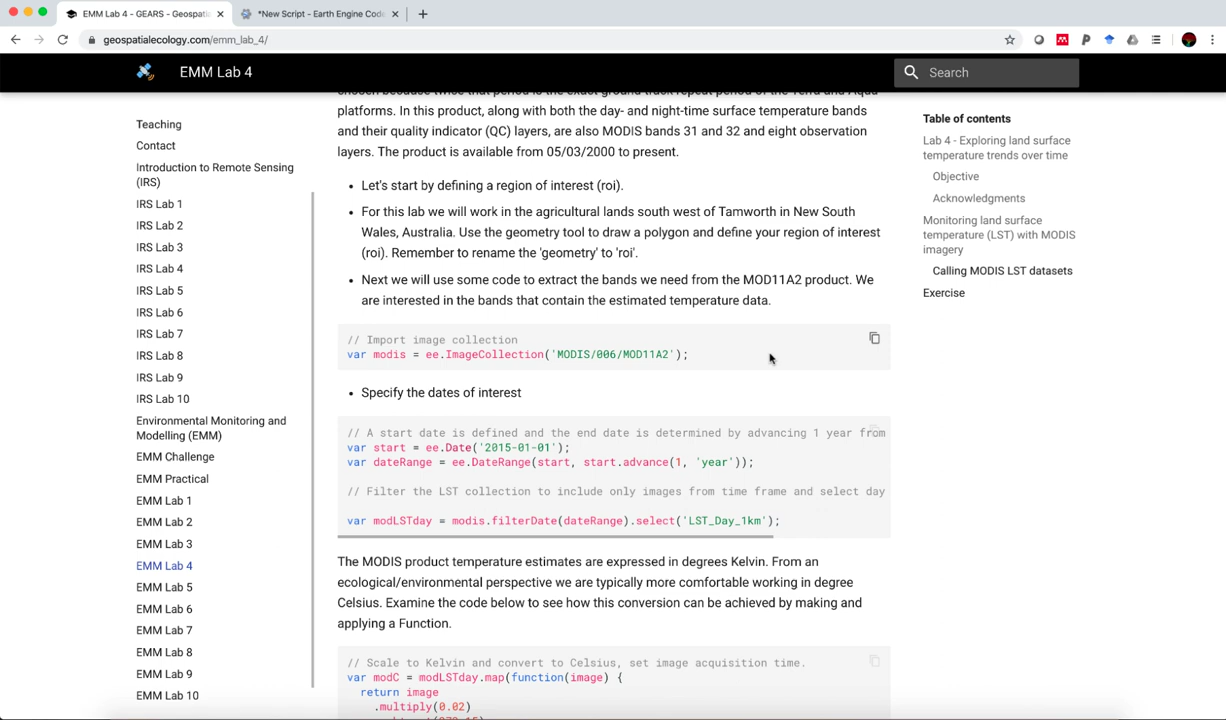 EMM Lab 4 - GEARS - Geospatia
*New Script - Earth Engine Code
geospatialecology.com/emm_lab_4/
EMM Lab 4
Search
Teaching
Contact
Introduction to Remote Sensing
(IRS)
IRS Lab 1
IRS Lab 2
IRS Lab 3
IRS Lab 4
IRS Lab 5
IRS Lab 6
IRS Lab 7
IRS Lab 8
IRS Lab 9
IRS Lab 10
Environmental Monitoring and
Modelling (EMM)
EMM Challenge
EMM Practical
EMM Lab 1
EMM Lab 2
EMM Lab 3
EMM Lab 4
EMM Lab 5
EMM Lab 6
EMM Lab 7
EMM Lab 8
EMM Lab 9
EMM Lab 10
chosen because twice that period is the exact ground track repeat period of the Terra and Aqua
platforms. In this product, along with both the day- and night-time surface temperature bands
and their quality indicator (QC) layers, are also MODIS bands 31 and 32 and eight observation
layers. The product is available from 05/03/2000 to present.
• Let's start by defining a region of interest (roi).
• For this lab we will work in the agricultural lands south west of Tamworth in New South
Wales, Australia. Use the geometry tool to draw a polygon and define your region of interest
(roi). Remember to rename the 'geometry' to 'roi'.
• Next we will use some code to extract the bands we need from the MOD11A2 product. We
are interested in the bands that contain the estimated temperature data.
// Import image collection
var modis = ee.ImageCollection('MODIS/006/MOD11A2');
• Specify the dates of interest
// A start date is defined and the end date is determined by advancing 1 year from
var start = ee.Date('2015-01-01');
var dateRange = ee.DateRange(start, start.advance(1, 'year'));
// Filter the LST collection to include only images from time frame and select day
var modLSTday = modis.filterDate(dateRange).select('LST_Day_1km');
The MODIS product temperature estimates are expressed in degrees Kelvin. From an
ecological/environmental perspective we are typically more comfortable working in degree
Celsius. Examine the code below to see how this conversion can be achieved by making and
applying a Function.
// Scale to Kelvin and convert to Celsius, set image acquisition time.
var modC = modLSTday.map(function(image) {
return image
.multiply(0.02)
Table of contents
Lab 4 - Exploring land surface
temperature trends over time
Objective
Acknowledgments
Monitoring land surface
temperature (LST) with MODIS
imagery
Calling MODIS LST datasets
Exercise